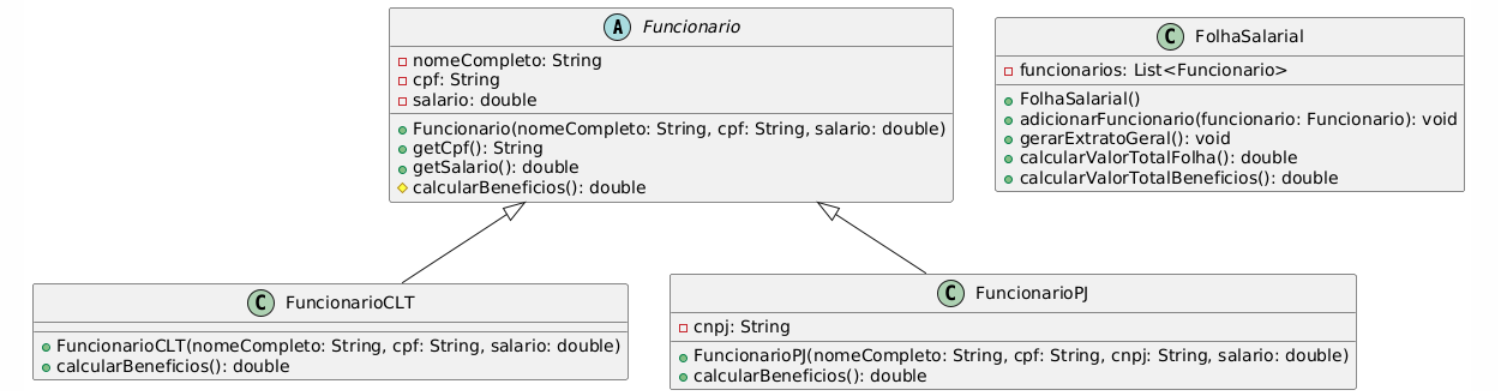 A Funcionario
nomeCompleto: String
cpf: String
salario: double
Funcionario(nomeCompleto: String, cpf: String, salario: double)
getCpf(): String
getSalario(): double
calcularBeneficios(): double
C FolhaSalarial
funcionarios: List<Funcionario>
FolhaSalarial()
adicionarFuncionario(funcionario: Funcionario): void
gerarExtratoGeral(): void
calcularValorTotalFolha(): double
calcularValorTotalBeneficios(): double
C FuncionarioCLT
FuncionarioCLT(nomeCompleto: String, cpf: String, salario: double)
calcularBeneficios(): double
C FuncionarioPJ
cnpj: String
FuncionarioPJ(nomeCompleto: String, cpf: String, cnpj: String, salario: double)
calcularBeneficios(): double